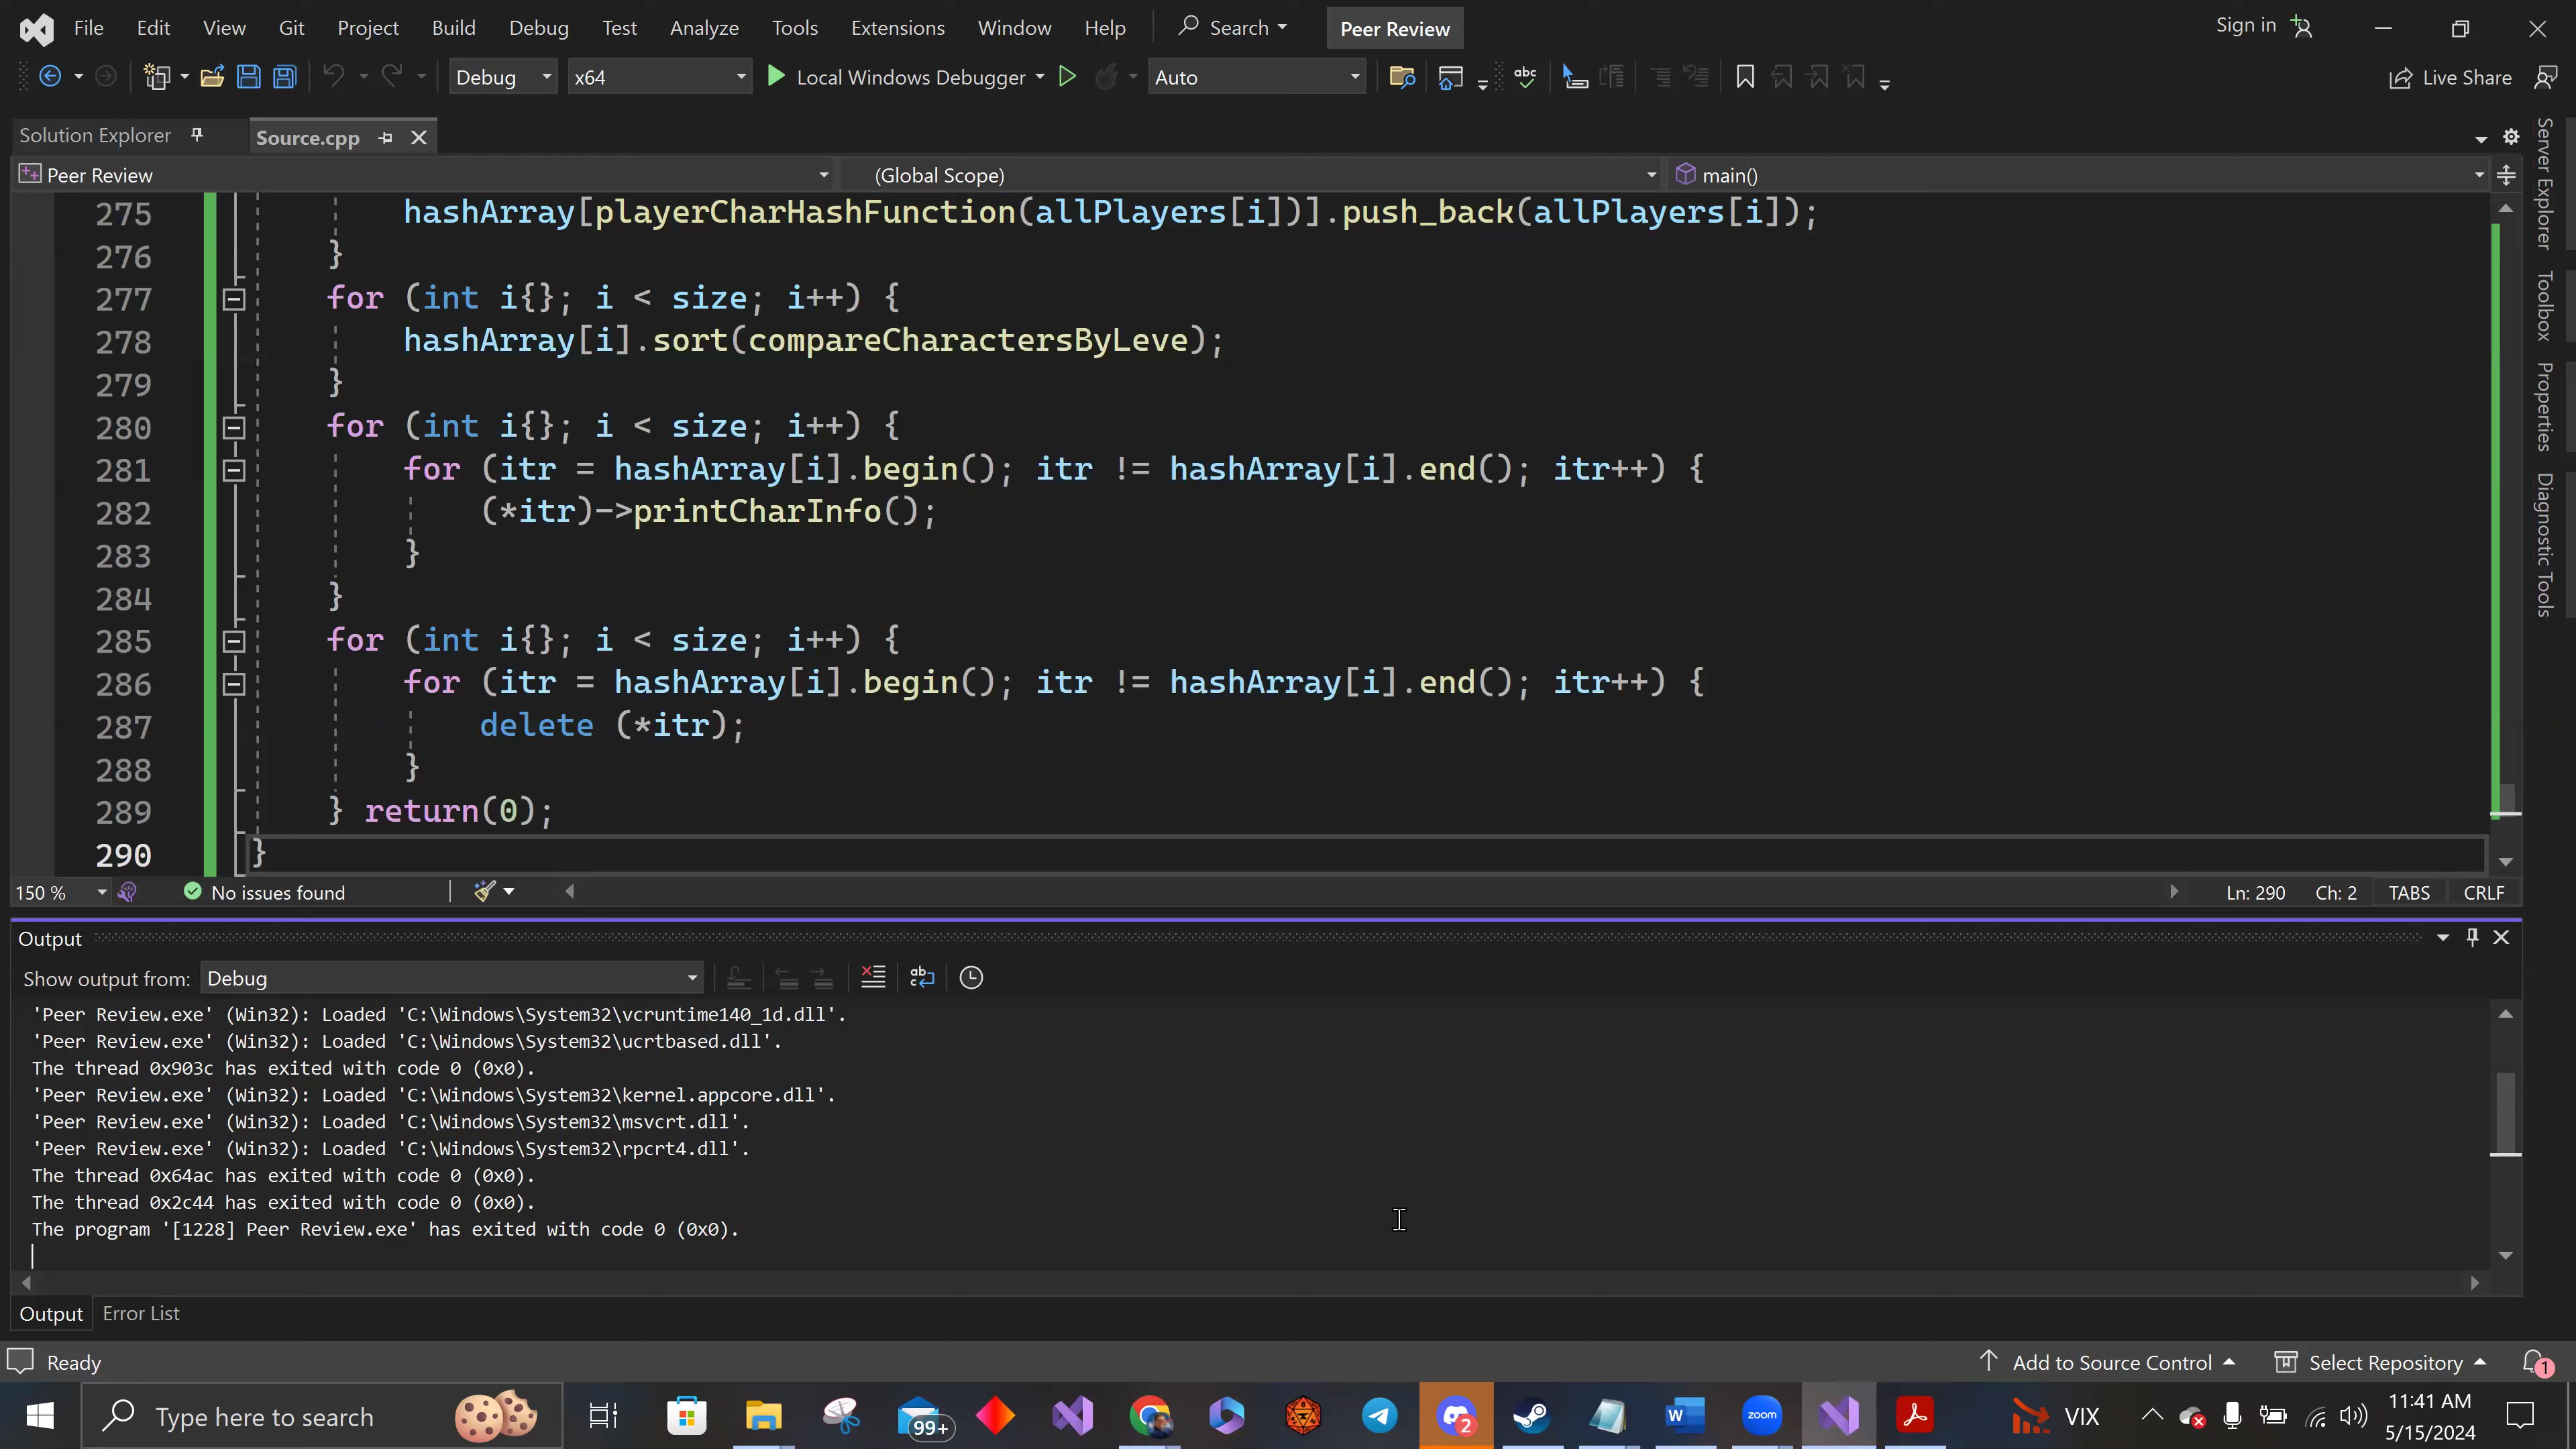 File Edit View Git Project Build Debug Test Analyze Tools Extensions Window Help Search Peer Review Sign in
Debug x64 Local Windows Debugger Auto abc Live Share
Solution Explorer Source.cpp
Peer Review (Global Scope) main()
275 hashArray[playerCharHashFunction(allPlayers[i])].push_back(allPlayers[i]);
276 }
277 for (int i{}; i < size; i++) {
278 hashArray[i].sort(compareCharactersByLeve);
279 }
280 for (int i{}; i < size; i++) {
281 for (itr = hashArray[i].begin(); itr != hashArray[i].end(); itr++) {
282 (*itr)->printCharInfo();
283 }
284 }
285 for (int i{}; i < size; i++) {
286 for (itr = hashArray[i].begin(); itr != hashArray[i].end(); itr++) {
287 delete (*itr);
288 }
289 } return(0);
290 }
Server Explorer
Toolbox
Properties
Diagnostic Tools
150 % No issues found Ln: 290 Ch: 2 TABS CRLF
Output
Show output from: Debug
'Peer Review.exe' (Win32): Loaded 'C:\Windows\System32\vcruntime140_1d.dll'.
'Peer Review.exe' (Win32): Loaded 'C:\Windows\System32\ucrtbased.dll'.
The thread 0x903c has exited with code 0 (0x0).
'Peer Review.exe' (Win32): Loaded 'C:\Windows\System32\kernel.appcore.dll'.
'Peer Review.exe' (Win32): Loaded 'C:\Windows\System32\msvcrt.dll'.
'Peer Review.exe' (Win32): Loaded 'C:\Windows\System32\rpcrt4.dll'.
The thread 0x64ac has exited with code 0 (0x0).
The thread 0x2c44 has exited with code 0 (0x0).
The program '[1228] Peer Review.exe' has exited with code 0 (0x0).
Output Error List
Ready Add to Source Control Select Repository 1
Type here to search 99+ 2 W zoom VIX 11:41 AM
5/15/2024